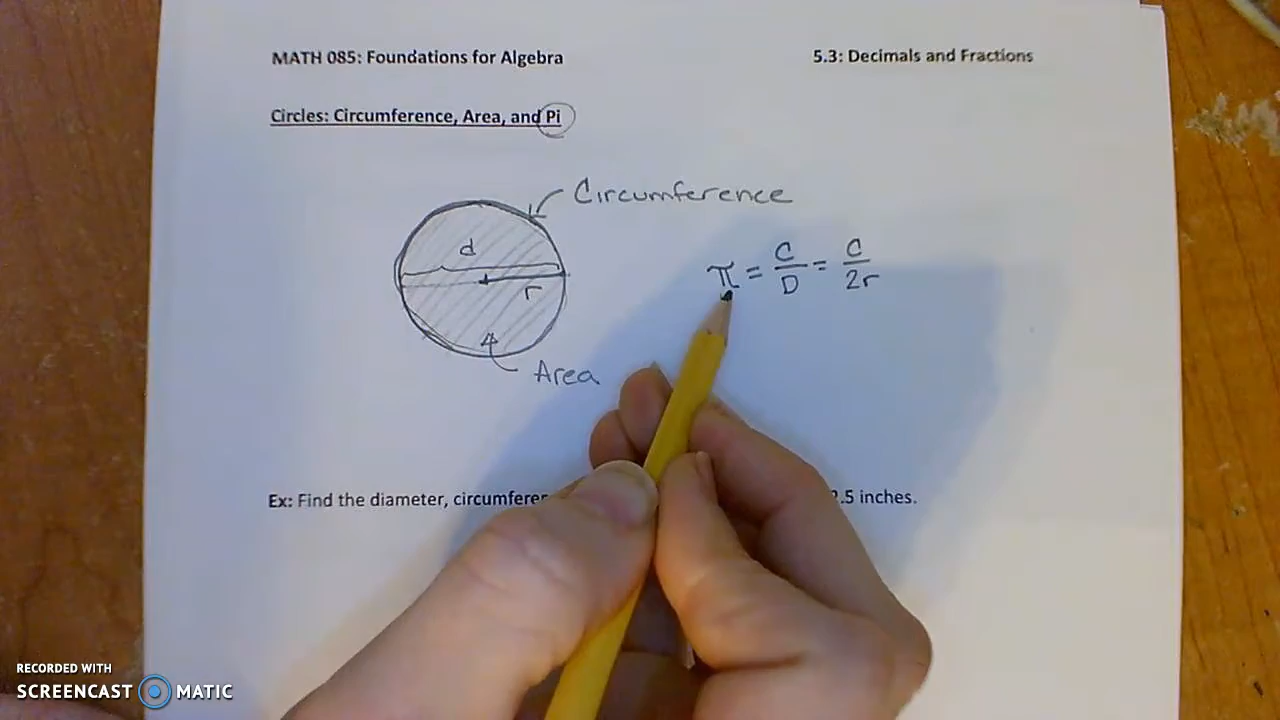 MATH 085: Foundations for Algebra
5.3: Decimals and Fractions
Circles: Circumference, Area, and Pi
Circumference
d
r
π = C/D = C/2r
Area
Ex: Find the diameter, .5 inches.
RECORDED WITH
SCREENCAST MATIC